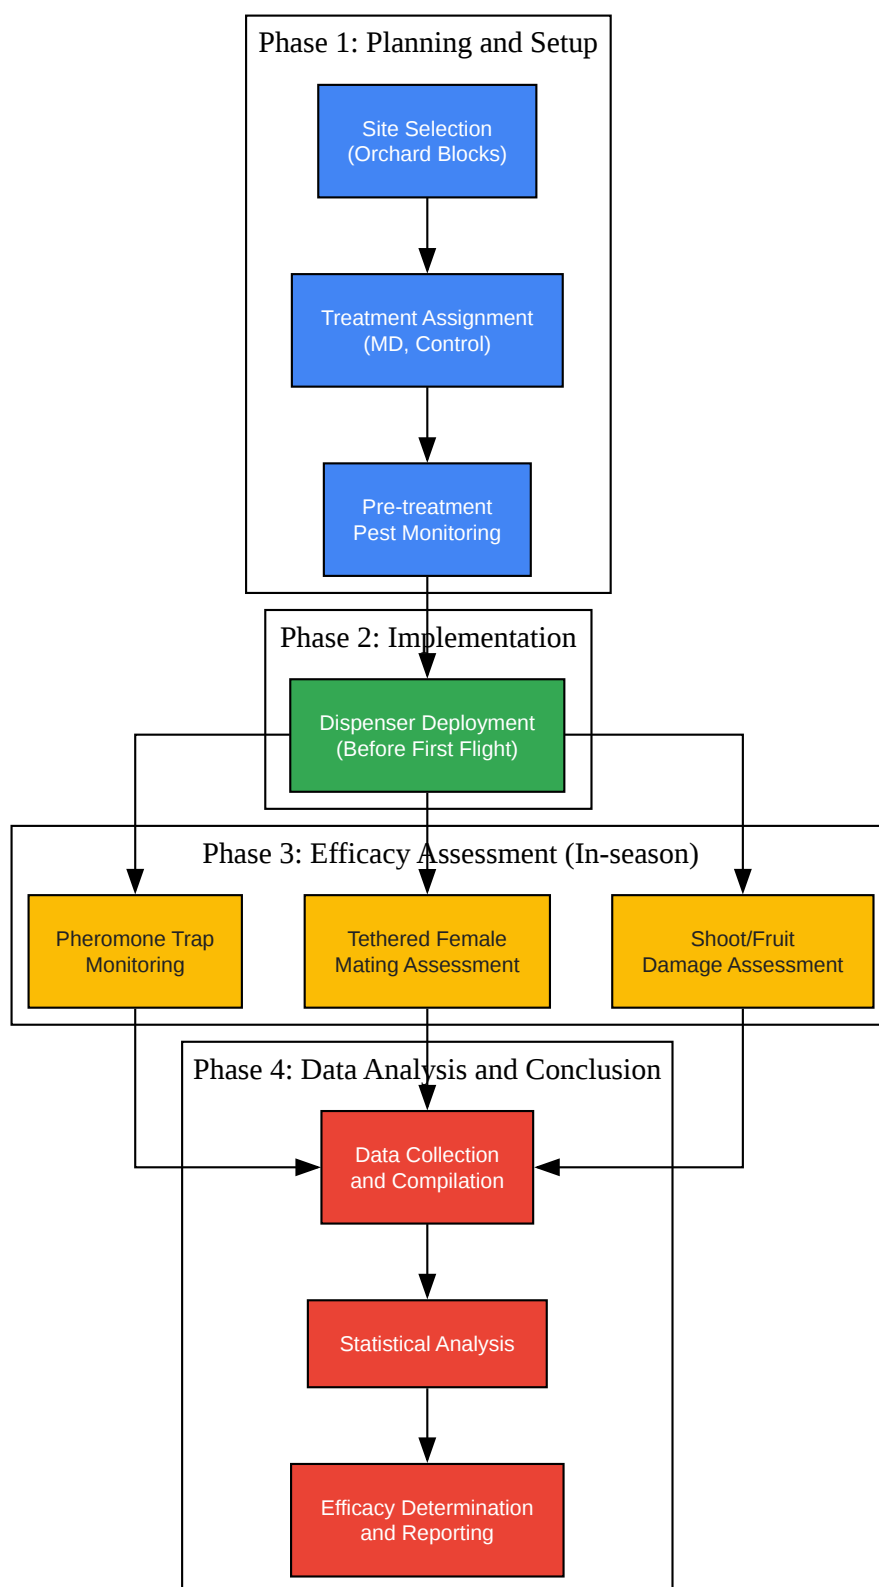 Phase 1: Planning and Setup
Site Selection
(Orchard Blocks)
Treatment Assignment
(MD, Control)
Pre-treatment
Pest Monitoring
Phase 2: Implementation
Dispenser Deployment
(Before First Flight)
Phase 3: Efficacy Assessment (In-season)
Pheromone Trap
Monitoring
Tethered Female
Mating Assessment
Shoot/Fruit
Damage Assessment
Phase 4: Data Analysis and Conclusion
Data Collection
and Compilation
Statistical Analysis
Efficacy Determination
and Reporting